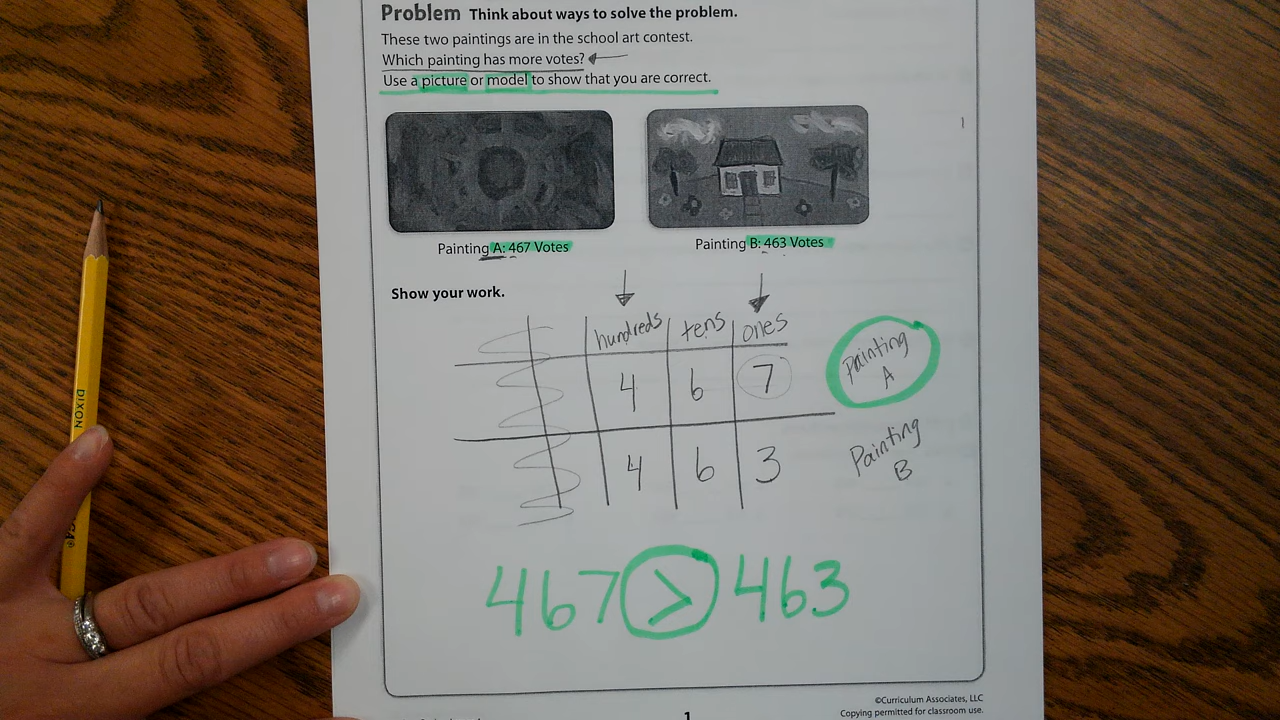 Problem Think about ways to solve the problem.
These two paintings are in the school art contest.
Which painting has more votes?
Use a picture or model to show that you are correct.
Painting A: 467 Votes
Painting B: 463 Votes
Show your work.
hundreds tens ones
4 6 7 Painting A
4 6 3 Painting B
467 > 463
©Curriculum Associates, LLC
Copying permitted for classroom use.
1
DIXON